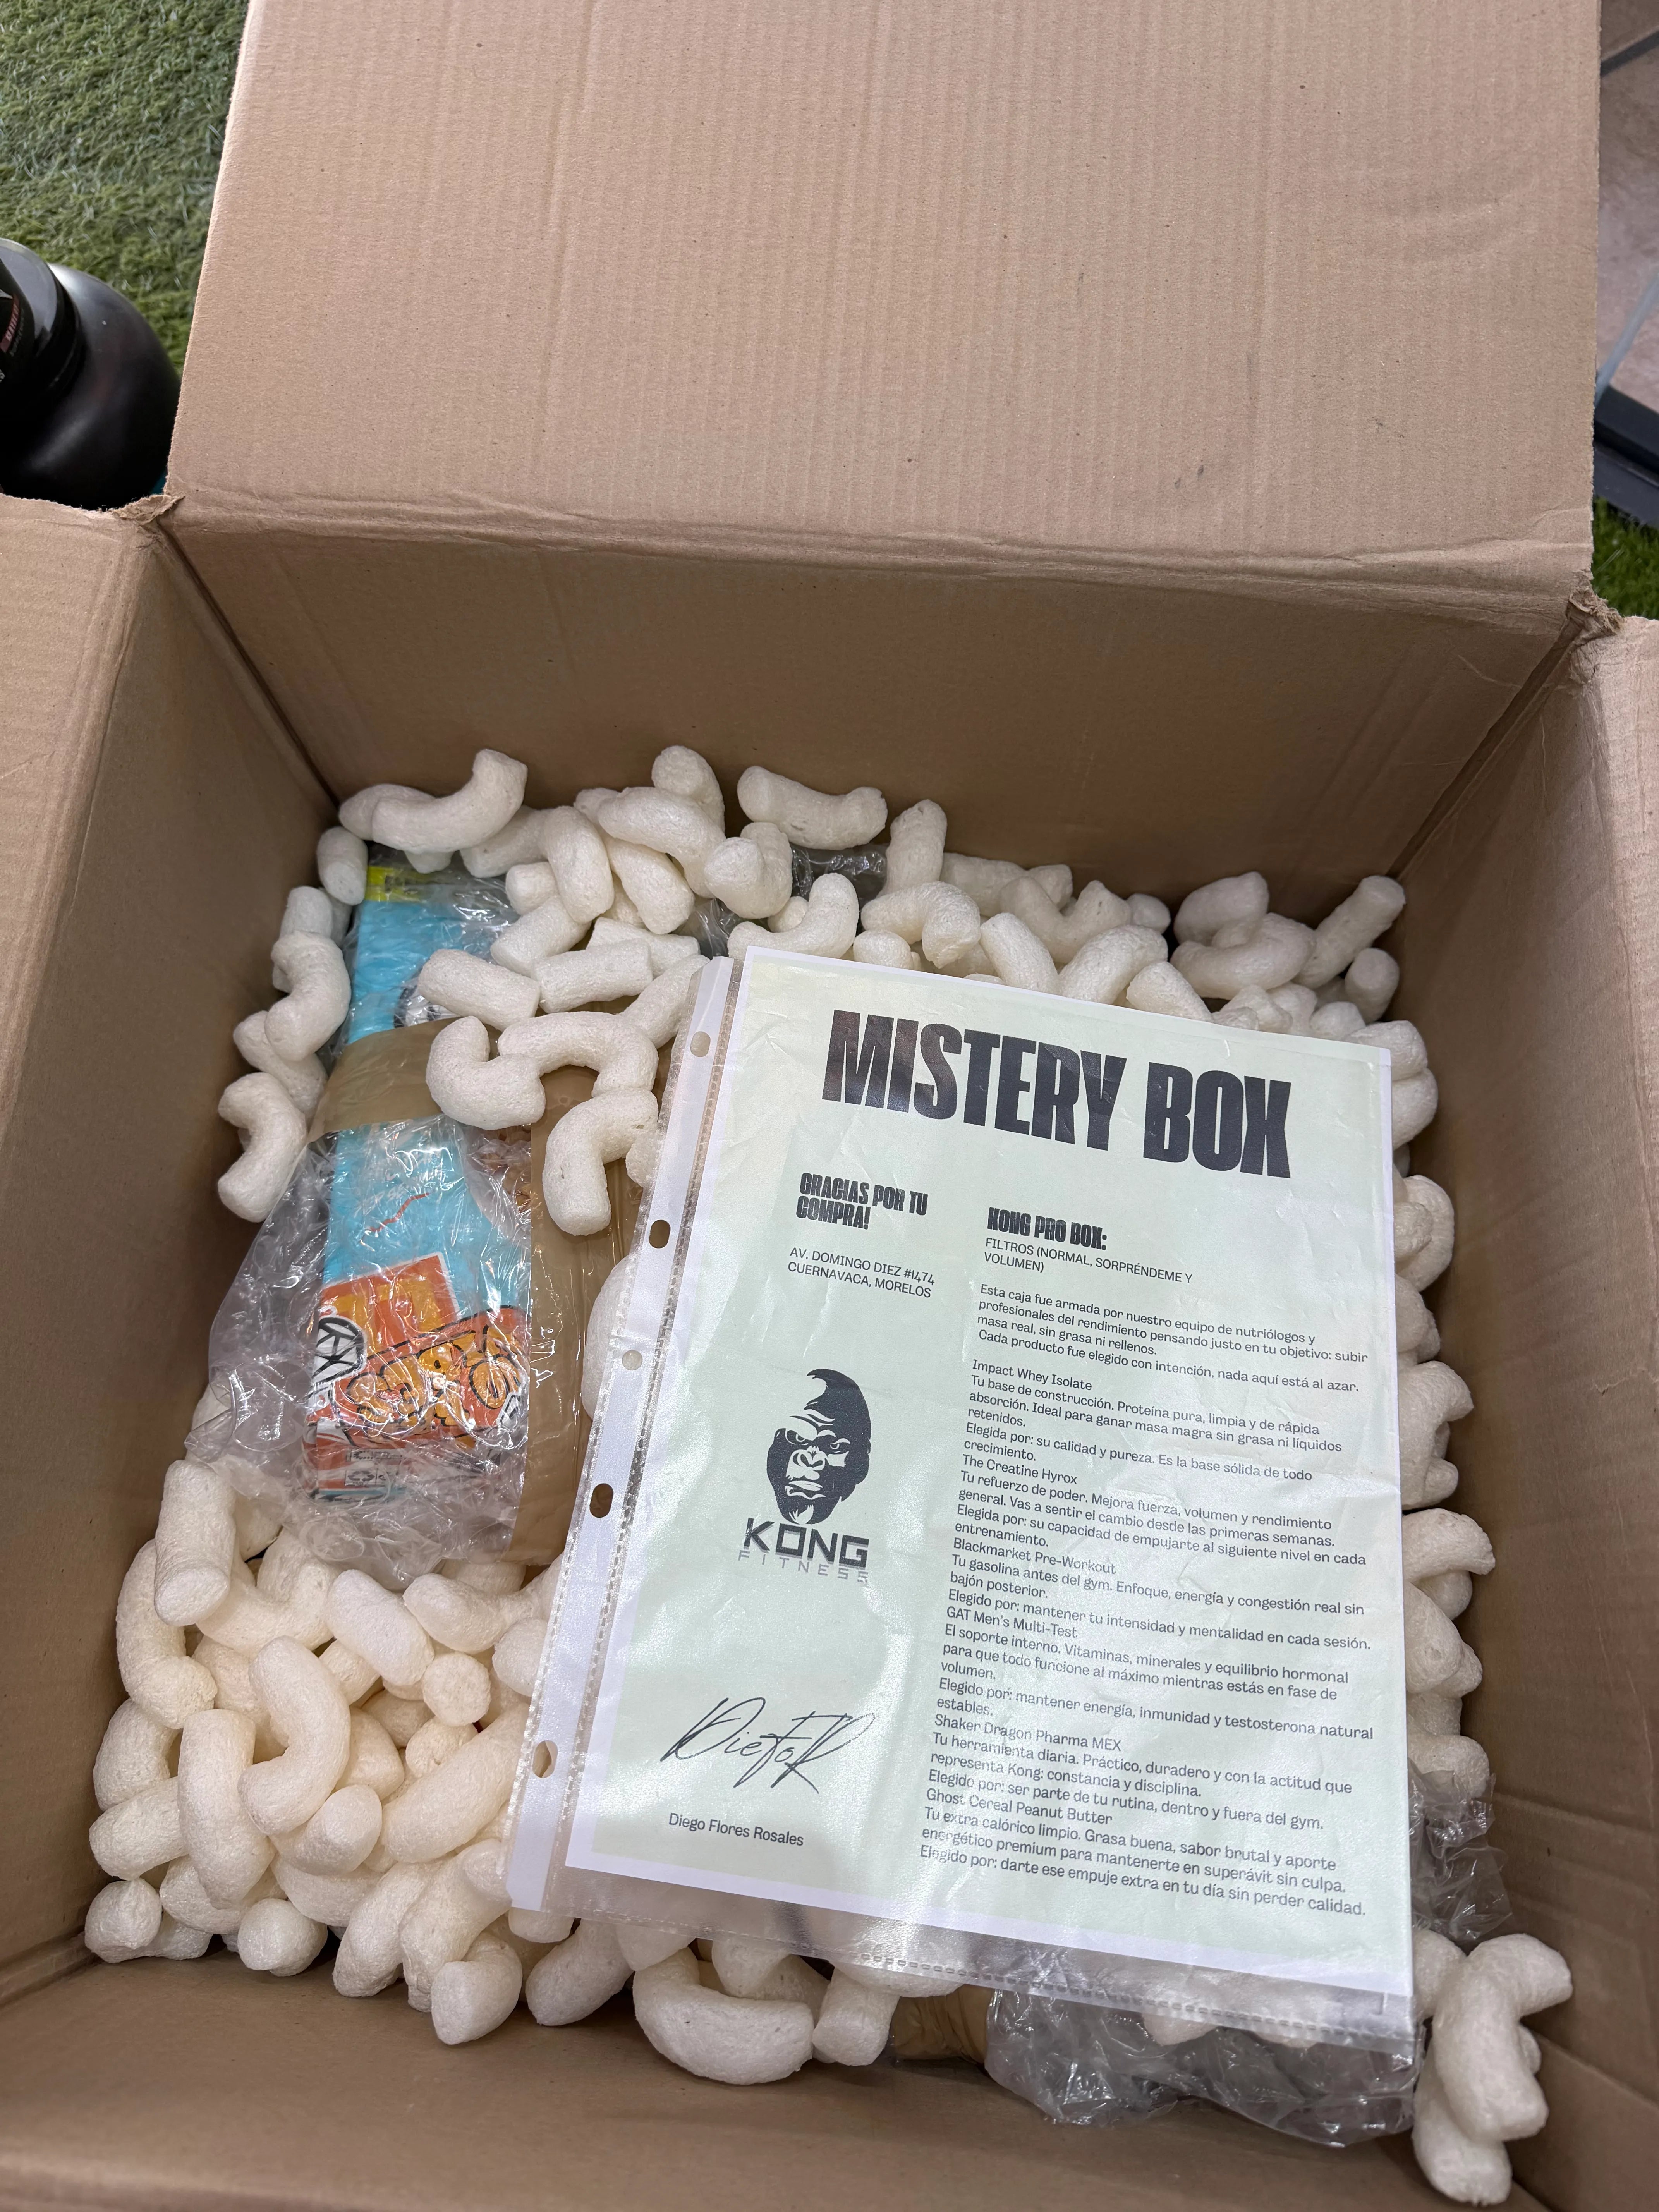 MISTERY BOX
GRACIAS POR TU
COMPRA!
AV. DOMINGO DIEZ #1474
CUERNAVACA, MORELOS
KONG
FITNESS
Diego Flores Rosales
KONG PRO BOX:
FILTROS (NORMAL, SORPRÉNDEME Y
VOLUMEN)
Esta caja fue armada por nuestro equipo de nutriólogos y
profesionales del rendimiento pensando justo en tu objetivo: subir
masa real, sin grasa ni rellenos.
Cada producto fue elegido con intención, nada aquí está al azar.
Impact Whey Isolate
Tu base de construcción. Proteína pura, limpia y de rápida
absorción. Ideal para ganar masa magra sin grasa ni líquidos
retenidos.
Elegida por: su calidad y pureza. Es la base sólida de todo
crecimiento.
The Creatine Hyrox
Tu refuerzo de poder. Mejora fuerza, volumen y rendimiento
general. Vas a sentir el cambio desde las primeras semanas.
Elegida por: su capacidad de empujarte al siguiente nivel en cada
entrenamiento.
Blackmarket Pre-Workout
Tu gasolina antes del gym. Enfoque, energía y congestión real sin
bajón posterior.
Elegido por: mantener tu intensidad y mentalidad en cada sesión.
GAT Men's Multi-Test
El soporte interno. Vitaminas, minerales y equilibrio hormonal
para que todo funcione al máximo mientras estás en fase de
volumen.
Elegido por: mantener energía, inmunidad y testosterona natural
estables.
Shaker Dragon Pharma MEX
Tu herramienta diaria. Práctico, duradero y con la actitud que
representa Kong: constancia y disciplina.
Elegido por: ser parte de tu rutina, dentro y fuera del gym.
Ghost Cereal Peanut Butter
Tu extra calórico limpio. Grasa buena, sabor brutal y aporte
energético premium para mantenerte en superávit sin culpa.
Elegido por: darte ese empuje extra en tu día sin perder calidad.